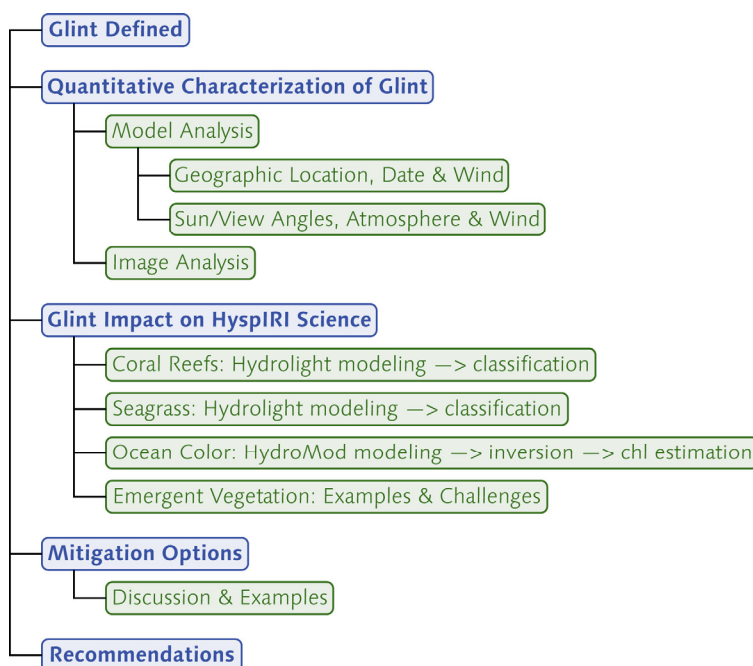 Glint Defined
Quantitative Characterization of Glint
Model Analysis
Geographic Location, Date & Wind
Sun/View Angles, Atmosphere & Wind
Image Analysis
Glint Impact on HyspIRI Science
Coral Reefs: Hydrolight modeling —> classification
Seagrass: Hydrolight modeling —> classification
Ocean Color: HydroMod modeling —> inversion —> chl estimation
Emergent Vegetation: Examples & Challenges
Mitigation Options
Discussion & Examples
Recommendations